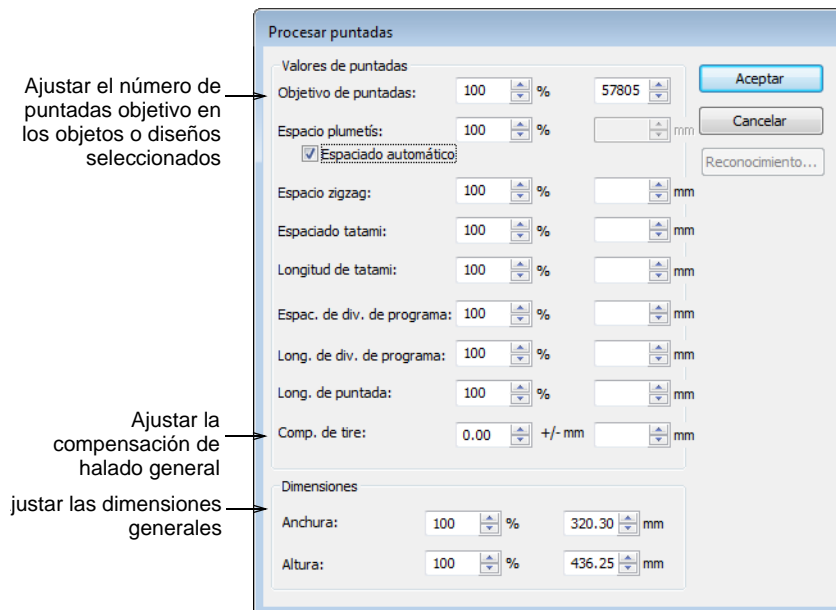 Procesar puntadas
Valores de puntadas
Ajustar el número de
puntadas objetivo en
los objetos o diseños
seleccionados
Objetivo de puntadas: 100 % 57805
Espacio plumetís: 100 % mm
Espaciado automático
Espacio zigzag: 100 % mm
Espaciado tatami: 100 % mm
Longitud de tatami: 100 % mm
Espac. de div. de programa: 100 % mm
Long. de div. de programa: 100 % mm
Long. de puntada: 100 % mm
Ajustar la
compensación de
halado general
Comp. de tire: 0.00 +/- mm mm
justar las dimensiones
generales
Dimensiones
Anchura: 100 % 320.30 mm
Altura: 100 % 436.25 mm
Aceptar
Cancelar
Reconocimiento...